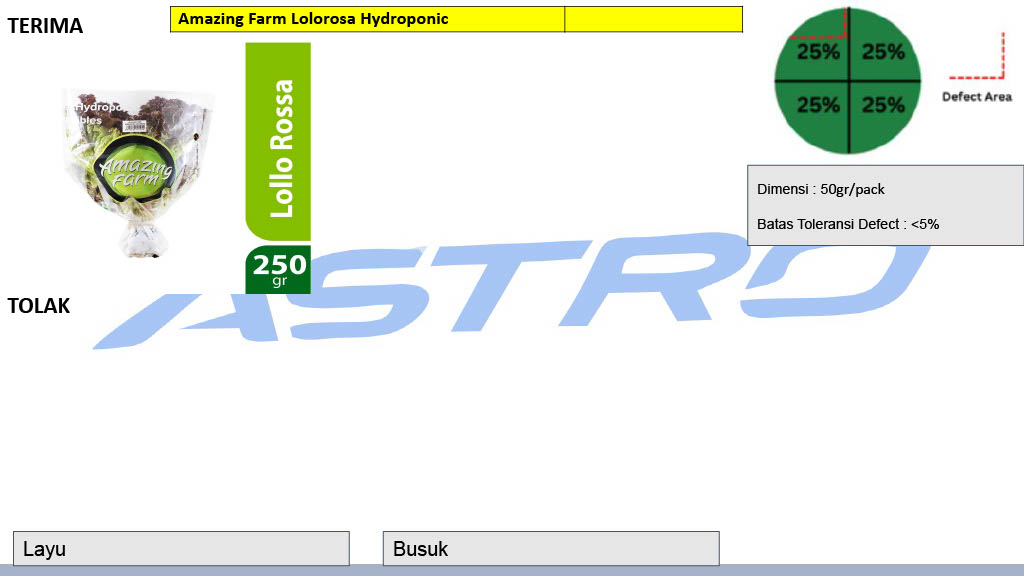 TERIMA
Amazing Farm Lolorosa Hydroponic
Hydropo
bles
Amazing
Farm
Lollo Rossa
250
gr
25% 25%
25% 25%
Defect Area
Dimensi : 50gr/pack
Batas Toleransi Defect : <5%
ASTRO
TOLAK
Layu
Busuk